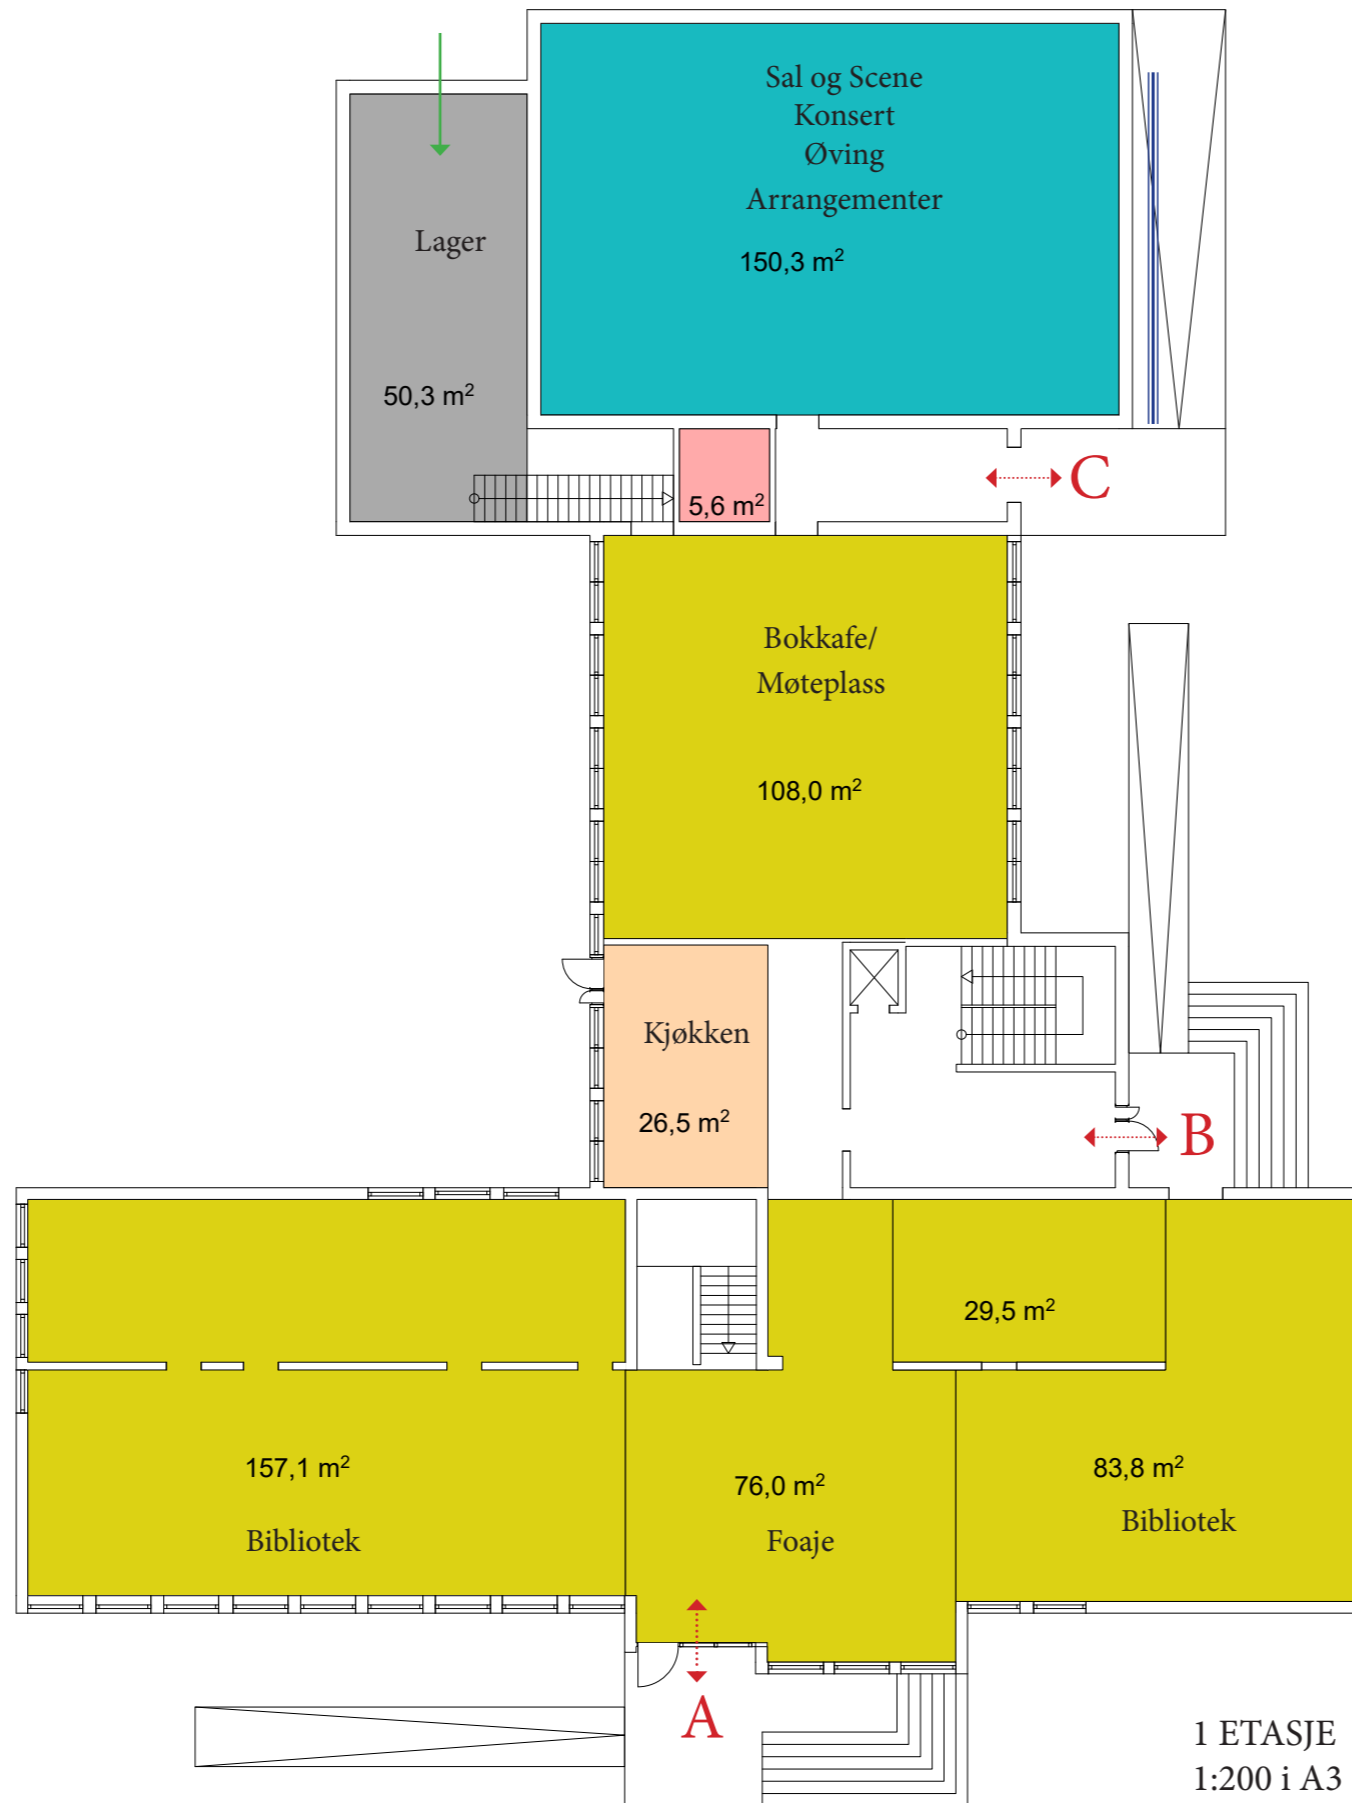 Sal og Scene
Konsert
Øving
Arrangementer
150,3 m²
Lager
50,3 m²
5,6 m²
C
Bokkafe/
Møteplass
108,0 m²
Kjøkken
26,5 m²
B
29,5 m²
157,1 m²
Bibliotek
76,0 m²
Foaje
83,8 m²
Bibliotek
A
1 ETASJE
1:200 i A3